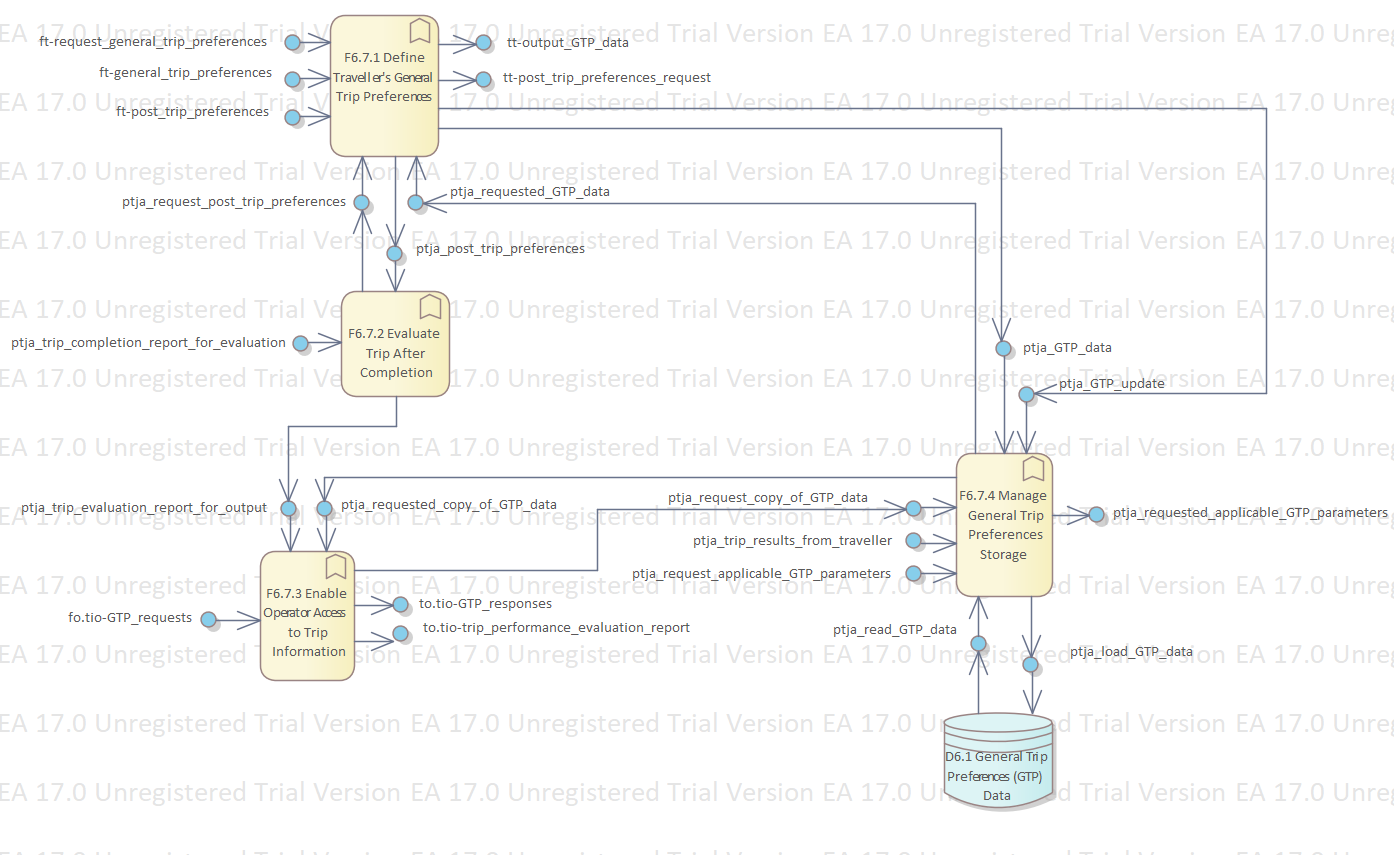 ft-request_general_trip_preferences
F6.7.1 Define
Traveller's General
Trip Preferences
tt-output_GTP_data
ft-general_trip_preferences
tt-post_trip_preferences_request
ft-post_trip_preferences
ptja_requested_GTP_data
ptja_request_post_trip_preferences
ptja_post_trip_preferences
F6.7.2 Evaluate
Trip After
Completion
ptja_trip_completion_report_for_evaluation
ptja_GTP_data
ptja_GTP_update
ptja_trip_evaluation_report_for_output
ptja_requested_copy_of_GTP_data
ptja_request_copy_of_GTP_data
F6.7.4 Manage
General Trip
Preferences
Storage
ptja_requested_applicable_GTP_parameters
ptja_trip_results_from_traveller
ptja_request_applicable_GTP_parameters
F6.7.3 Enable
Operator Access
to Trip
Information
fo.tio-GTP_requests
to.tio-GTP_responses
to.tio-trip_performance_evaluation_report
ptja_read_GTP_data
ptja_load_GTP_data
D6.1 General Trip
Preferences (GTP)
Data
EA 17.0 Unregistered Trial Version EA 17.0 Unregistered Trial Version EA 17.0 Unregistered Trial Version EA 17.0